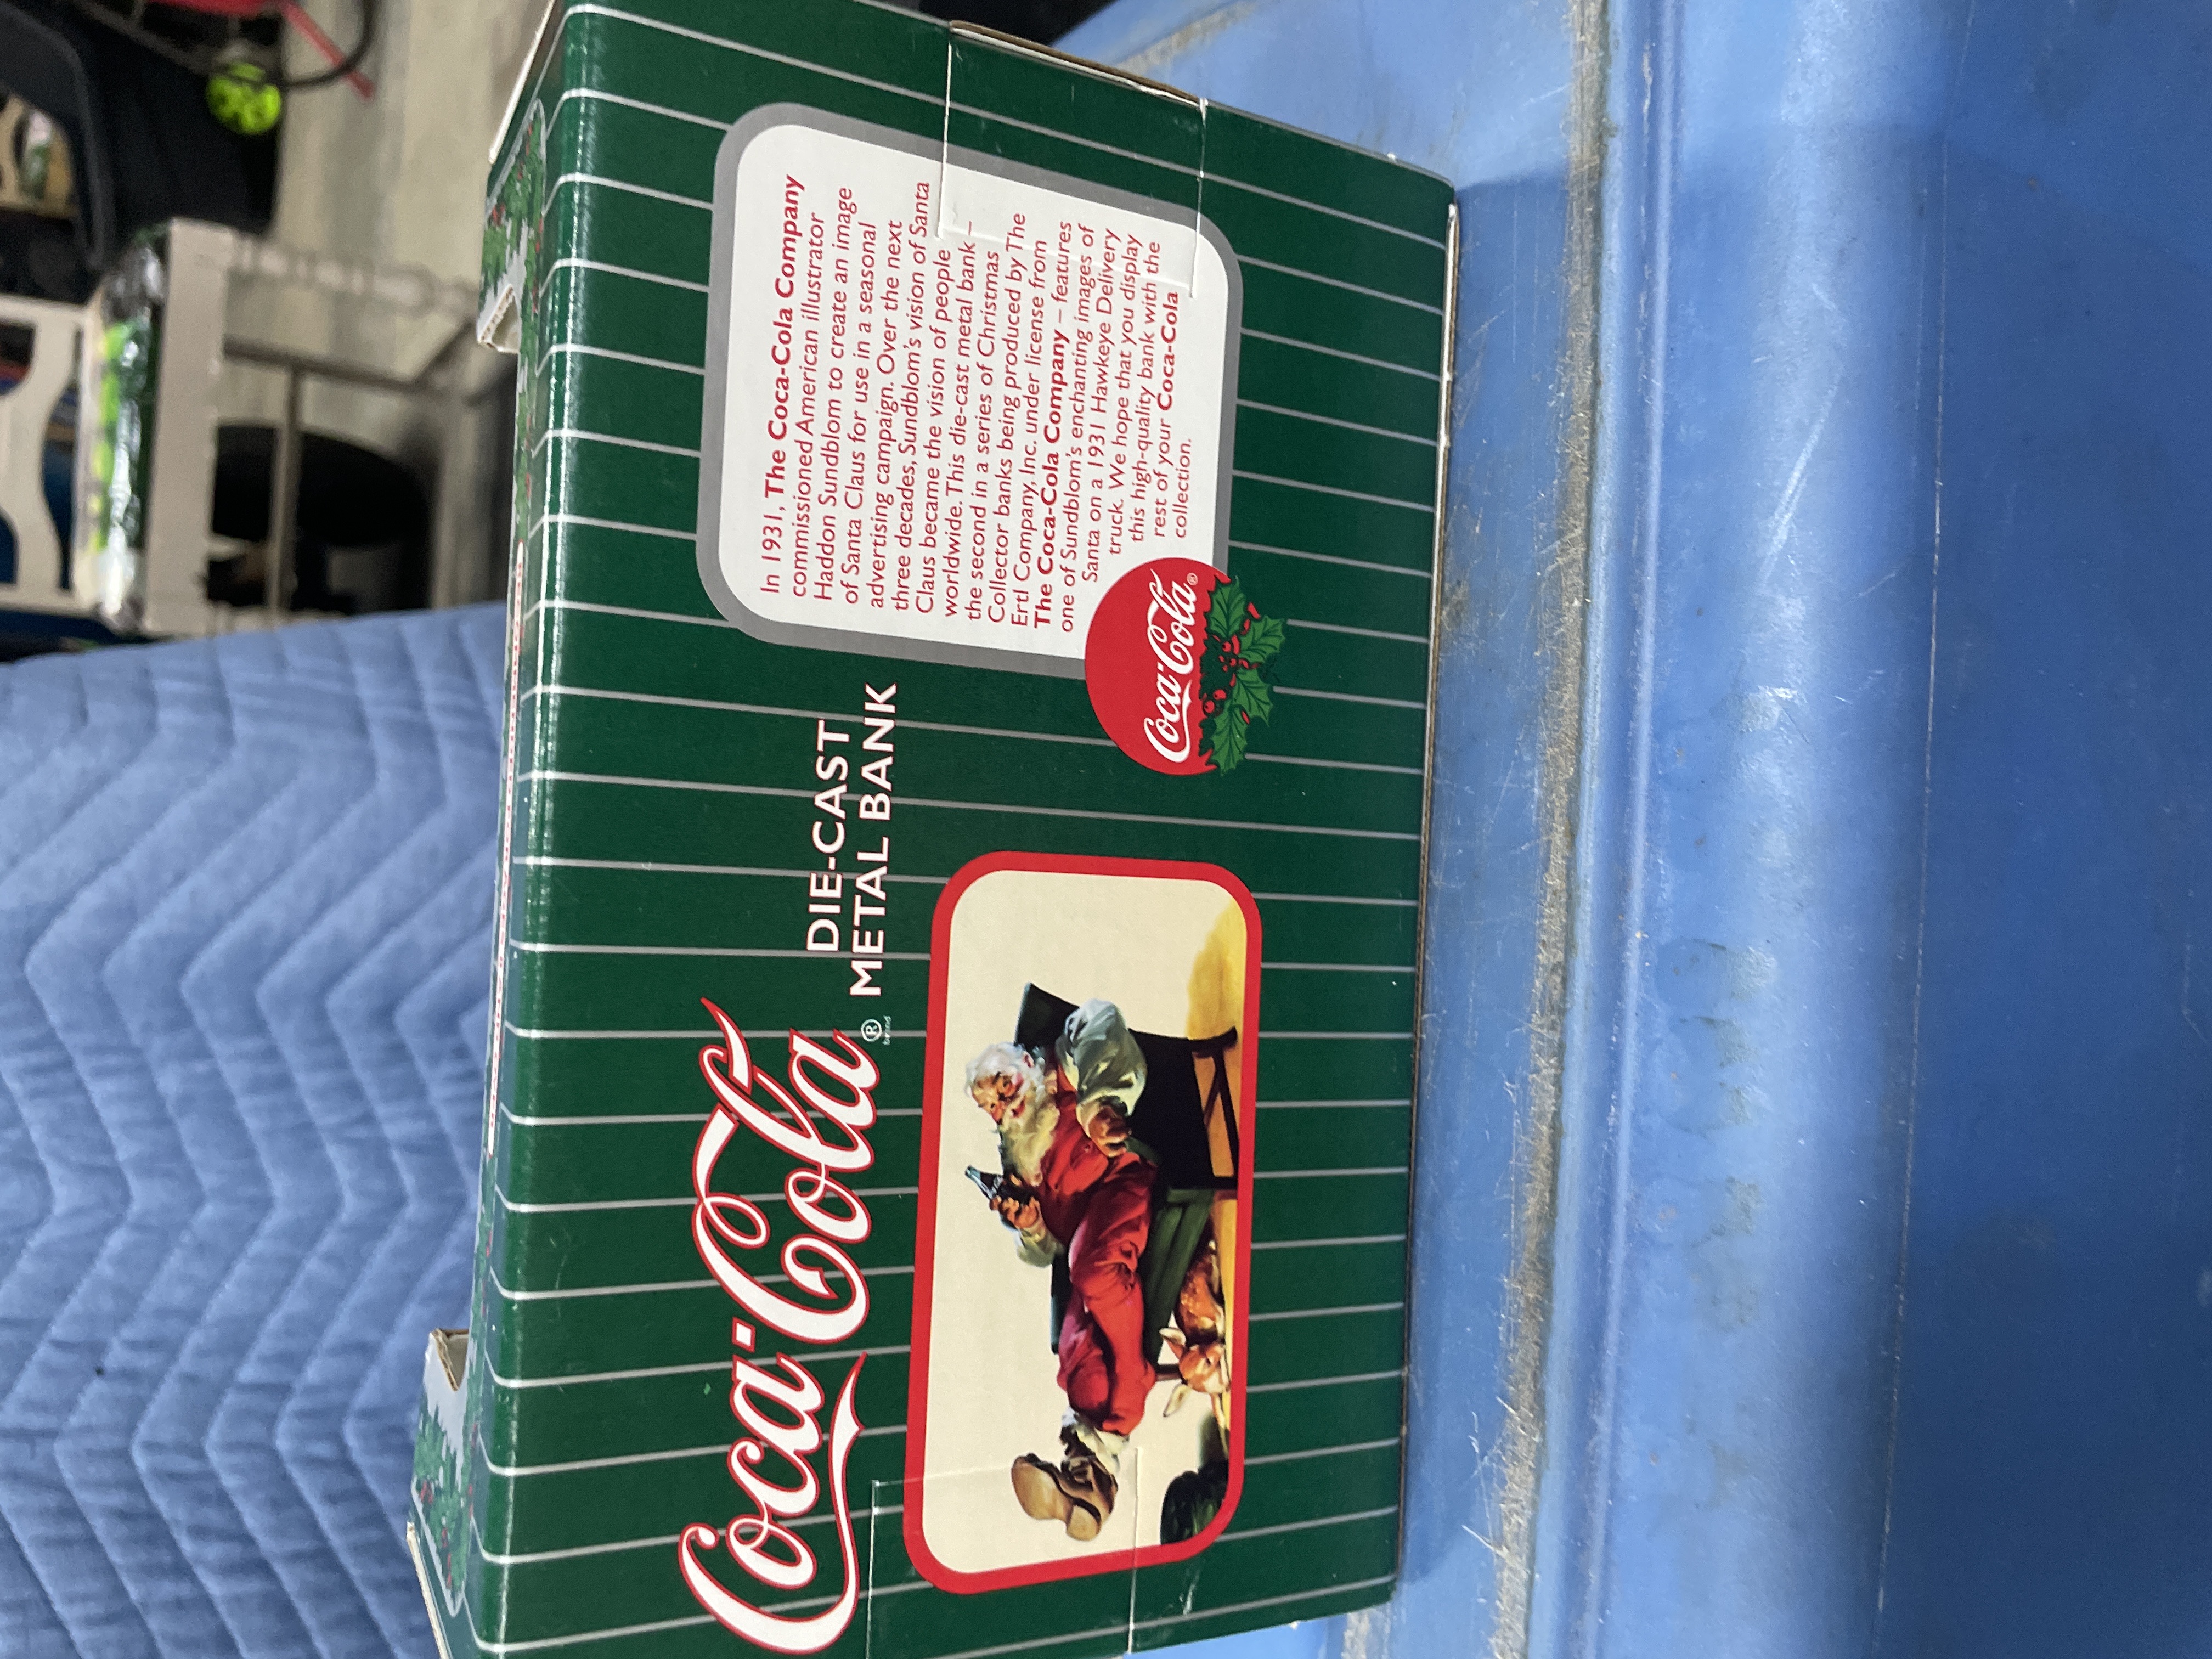 Coca-Cola ®
brand
DIE-CAST
METAL BANK
In 1931, The Coca-Cola Company
commissioned American illustrator
Haddon Sundblom to create an image
of Santa Claus for use in a seasonal
advertising campaign. Over the next
three decades, Sundblom's vision of Santa
Claus became the vision of people
worldwide. This die-cast metal bank –
the second in a series of Christmas
Collector banks being produced by The
Ertl Company, Inc. under license from
The Coca-Cola Company – features
one of Sundblom's enchanting images of
Santa on a 1931 Hawkeye Delivery
truck. We hope that you display
this high-quality bank with the
rest of your Coca-Cola
collection.
Coca-Cola®